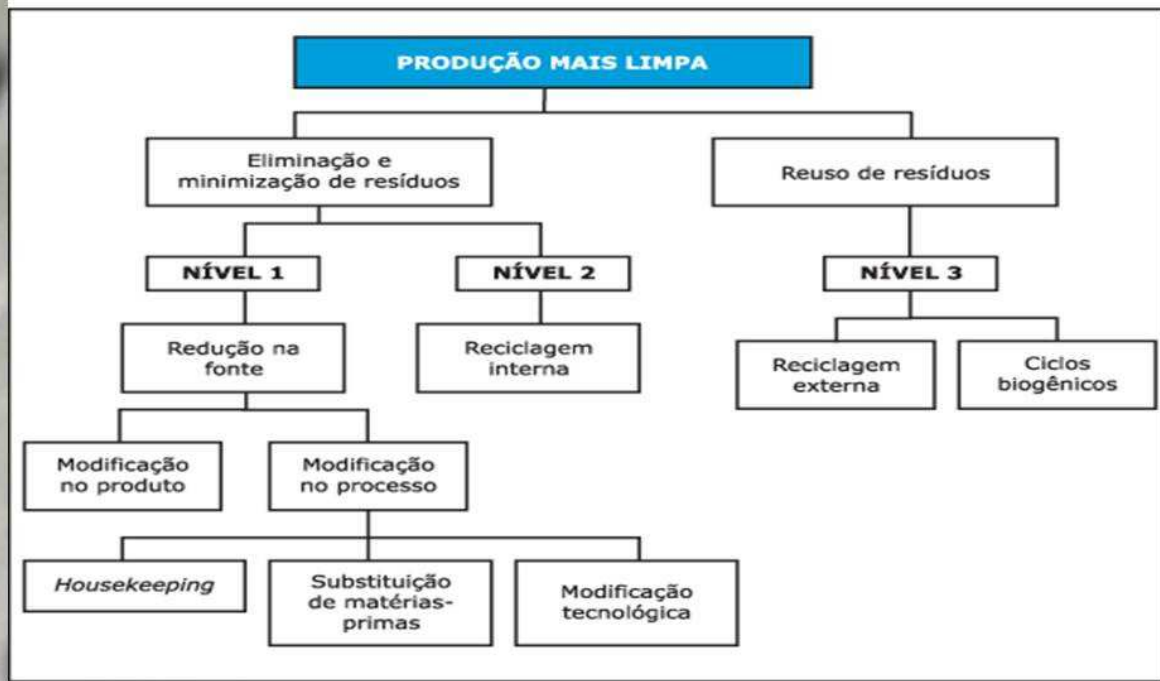 PRODUÇÃO MAIS LIMPA
Eliminação e
minimização de resíduos
Reuso de resíduos
NÍVEL 1
NÍVEL 2
NÍVEL 3
Redução na
fonte
Reciclagem
interna
Reciclagem
externa
Ciclos
biogênicos
Modificação
no produto
Modificação
no processo
Housekeeping
Substituição
de matérias-
primas
Modificação
tecnológica